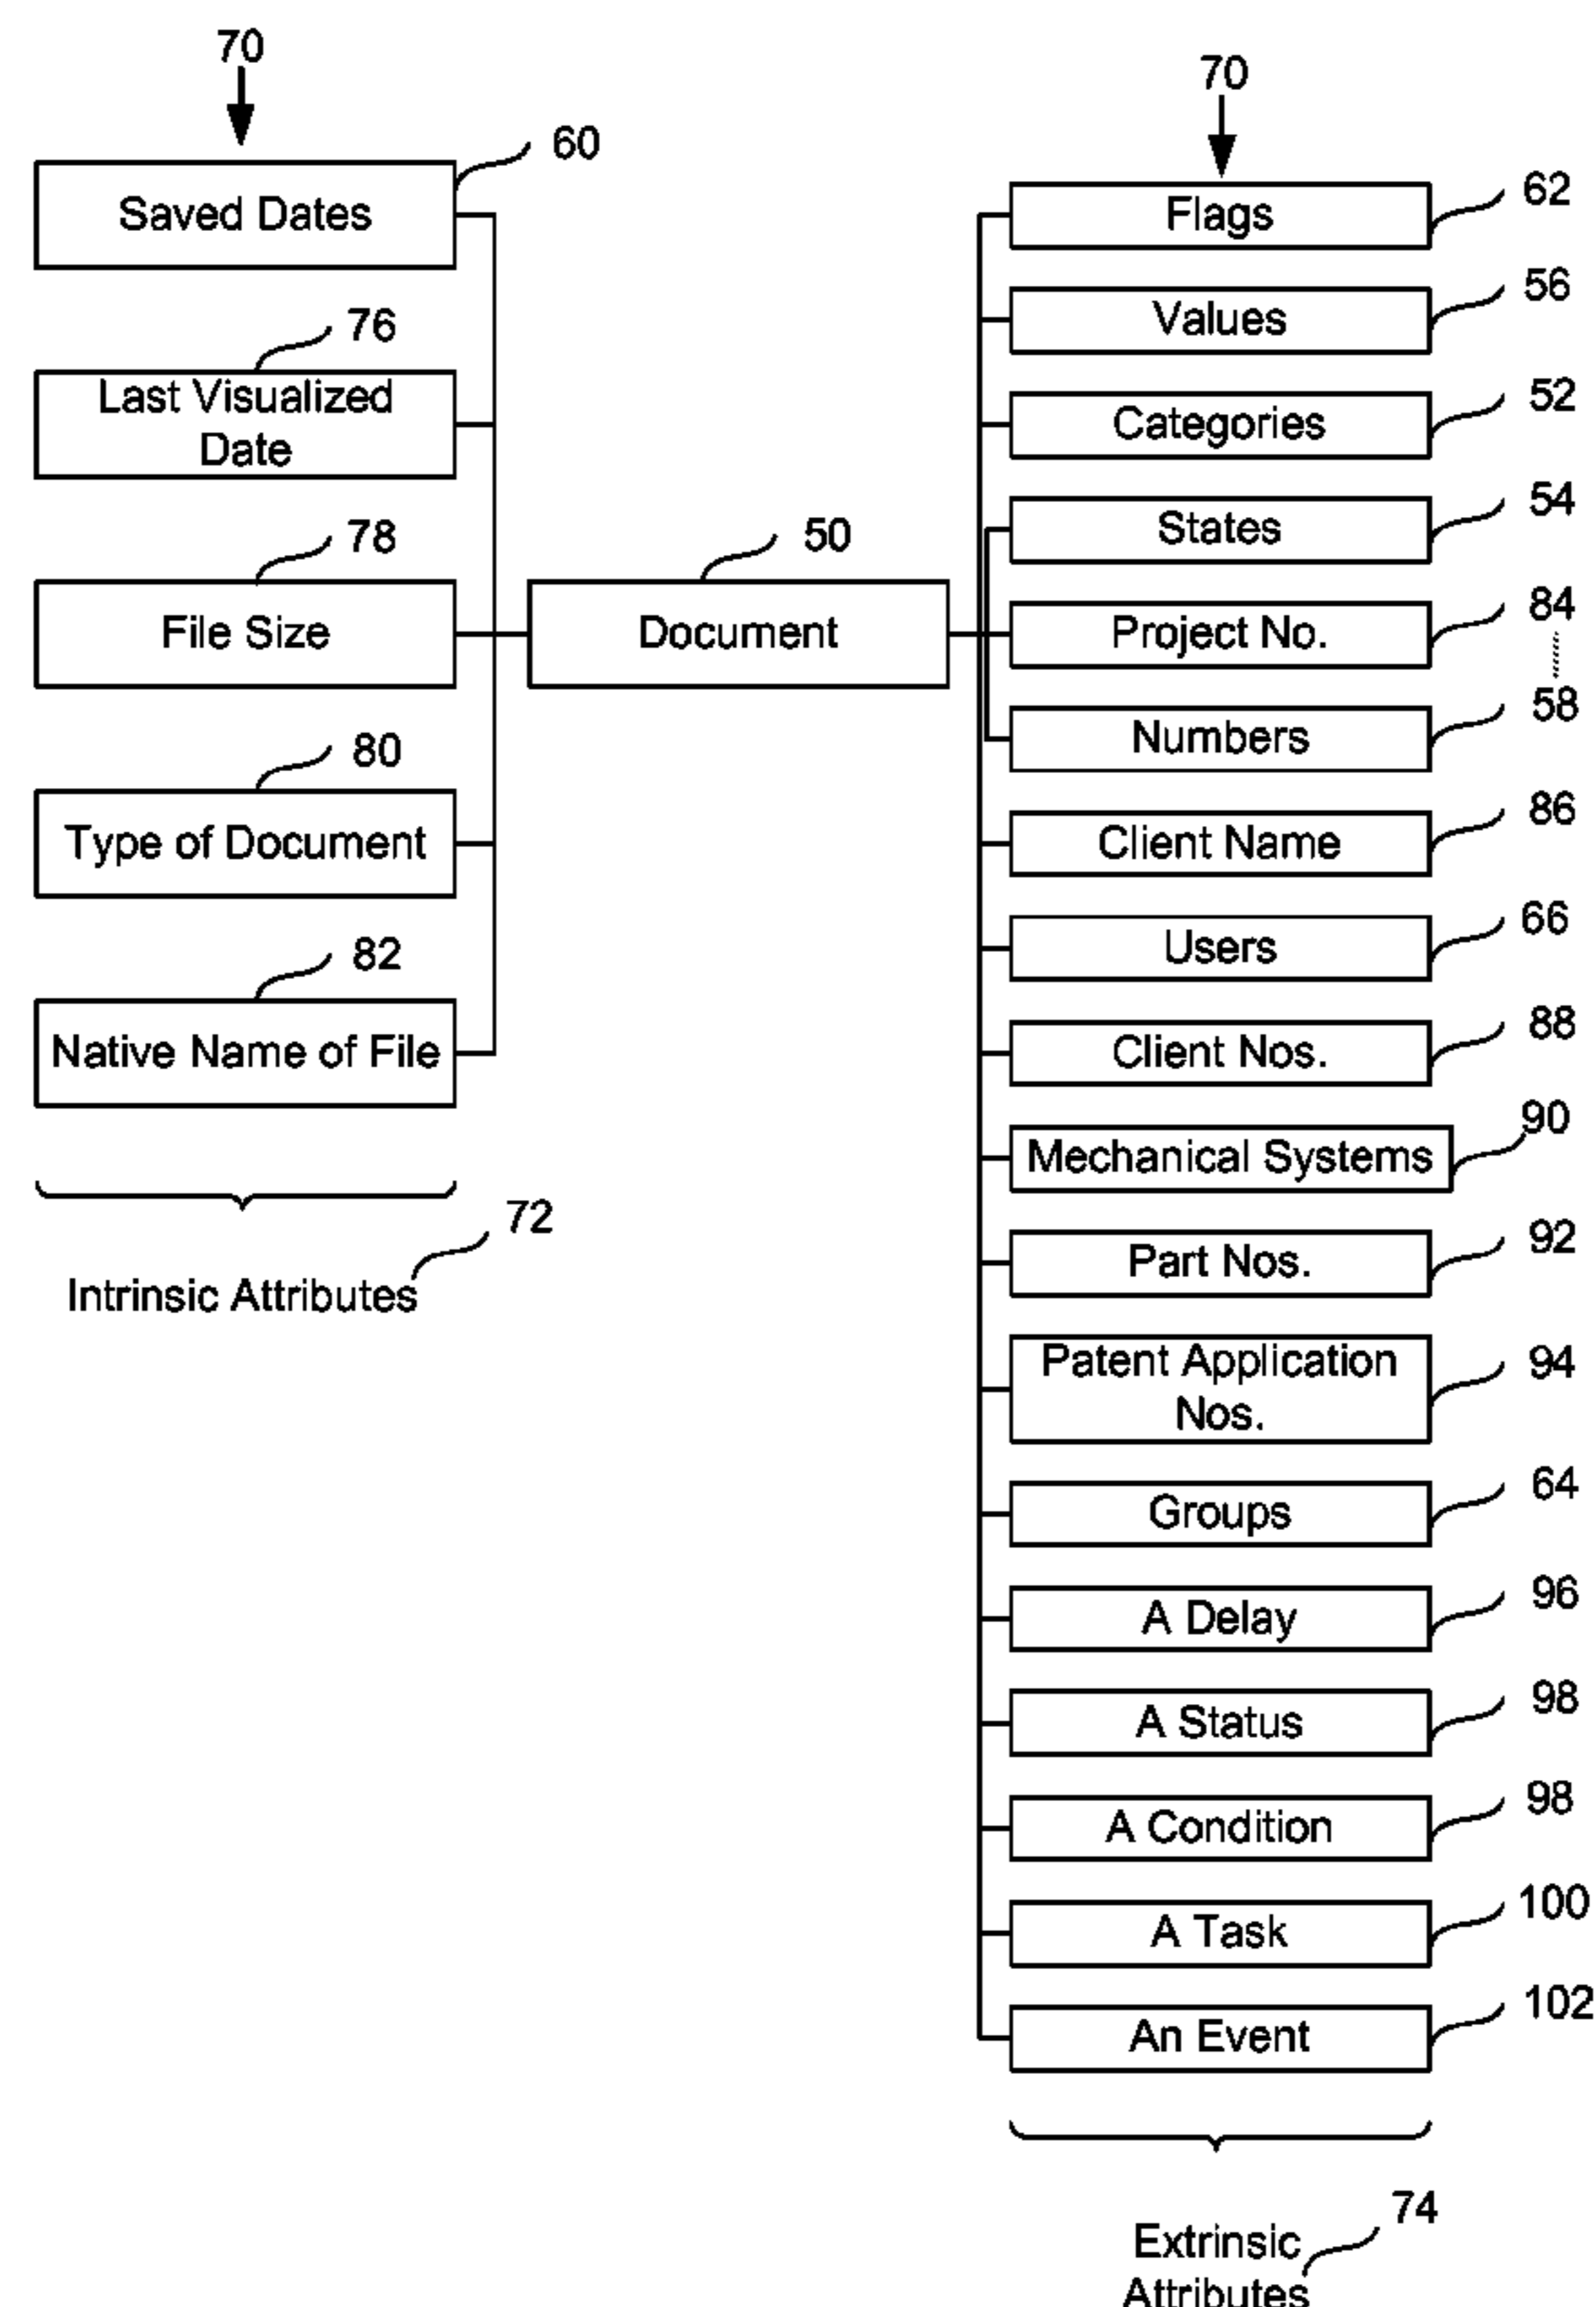 70
60
Saved Dates
76
Last Visualized
Date
78
File Size
80
Type of Document
82
Native Name of File
72
Intrinsic Attributes
50
Document
70
Flags
62
Values
56
Categories
52
States
54
Project No.
84
Numbers
58
Client Name
86
Users
66
Client Nos.
88
Mechanical Systems
90
Part Nos.
92
Patent Application
Nos.
94
Groups
64
A Delay
96
A Status
98
A Condition
98
A Task
100
An Event
102
74
Extrinsic
Attributes